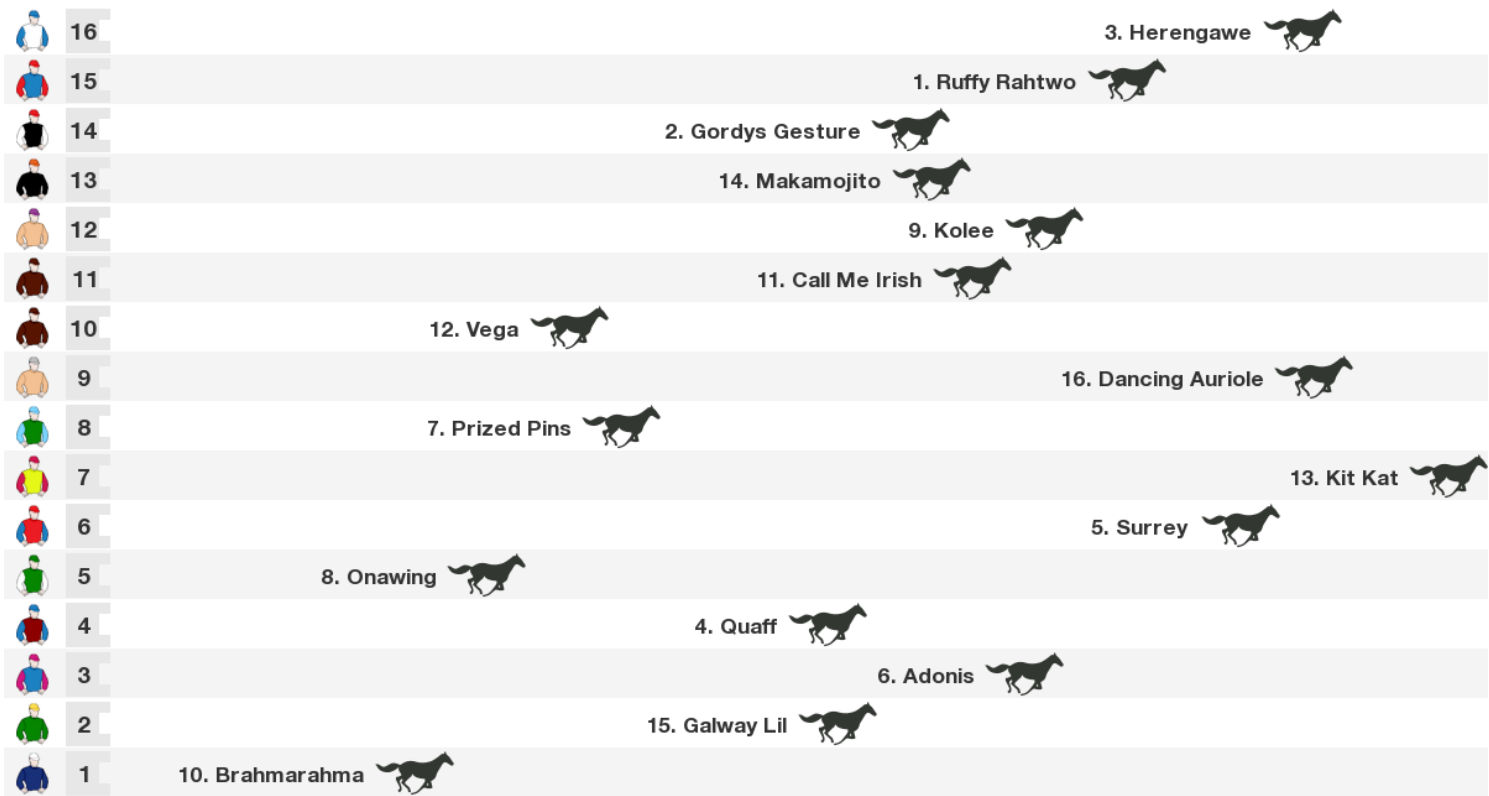 16 3. Herengawe
15 1. Ruffy Rahtwo
14 2. Gordys Gesture
13 14. Makamojito
12 9. Kolee
11 11. Call Me Irish
10 12. Vega
9 16. Dancing Auriole
8 7. Prized Pins
7 13. Kit Kat
6 5. Surrey
5 8. Onawing
4 4. Quaff
3 6. Adonis
2 15. Galway Lil
1 10. Brahmarahma